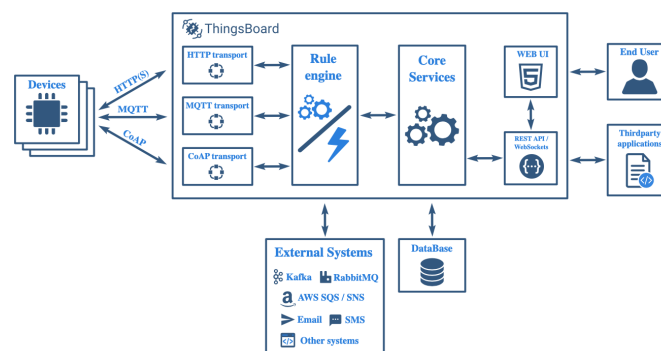 ThingsBoard
HTTP transport
Rule
engine
Core
Services
WEB UI
End User
Devices
HTTP(S)
MQTT
CoAP
MQTT transport
CoAP transport
REST API /
WebSockets
Thirdparty
applications
External Systems
Kafka
RabbitMQ
AWS SQS / SNS
Email
SMS
Other systems
DataBase